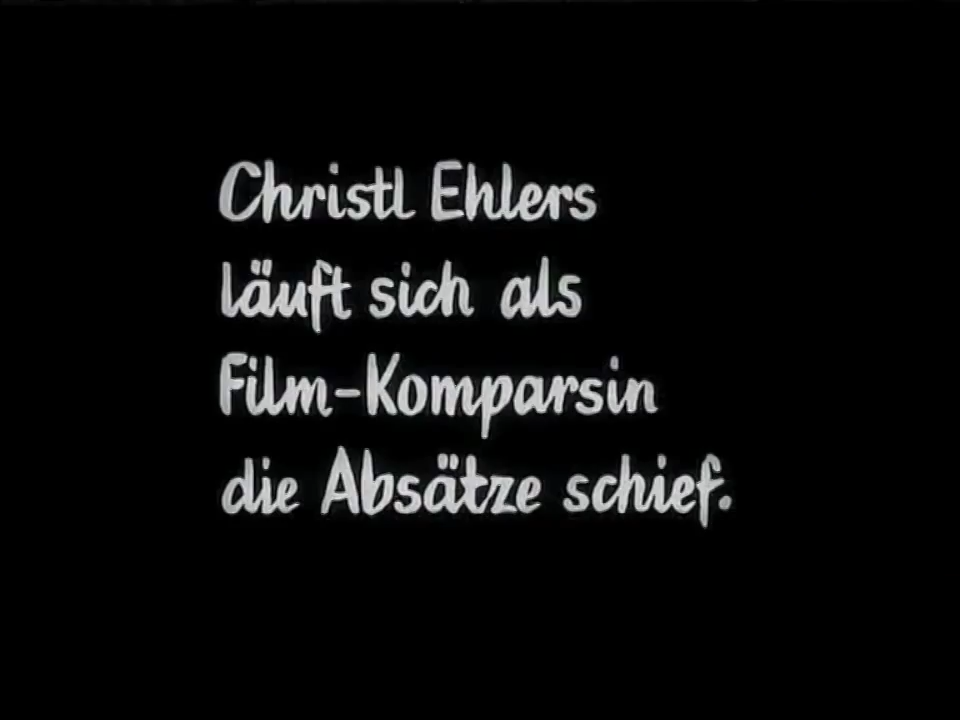 Christl Ehlers
läuft sich als
Film-Komparsin
die Absätze schief.